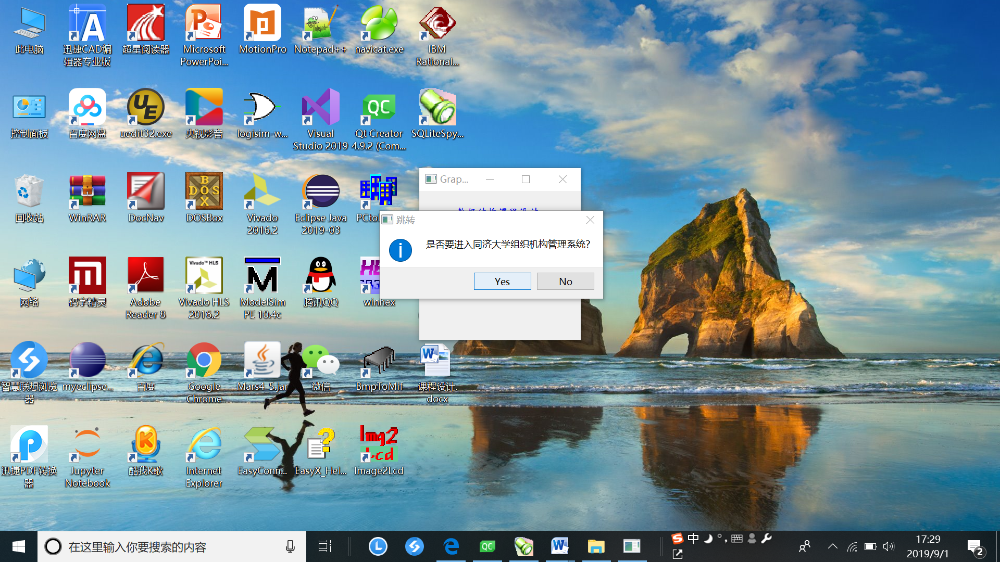 此电脑
迅捷CAD编
辑器专业版
超星阅读器
Microsoft
PowerPoi...
MotionPro
Notepad++
navicat.exe
IBM
Rational...
控制面板
百度网盘
uedit32.exe
央视影音
logisim-w...
Visual
Studio 2019
Qt Creator
4.9.2 (Com...
SQLiteSpy...
回收站
WinRAR
DocNav
DOSBox
Vivado
2016.2
Eclipse Java
2019-03
Grap...
数据结构课程设计
跳转
是否要进入同济大学组织机构管理系统?
Yes
No
网络
码字精灵
Adobe
Reader 8
Vivado HLS
2016.2
ModelSim
PE 10.4c
腾讯QQ
winhex
智慧联想浏览
器
myeclipse...
百度
Google
Chrome
Mars4_5.jar
微信
BmpToMif
课程设计.
docx
迅捷PDF转换
器
Jupyter
Notebook
酷我K歌
Internet
Explorer
EasyConn...
EasyX_Hel...
Image2Lcd
在这里输入你要搜索的内容
中
17:29
2019/9/1
2